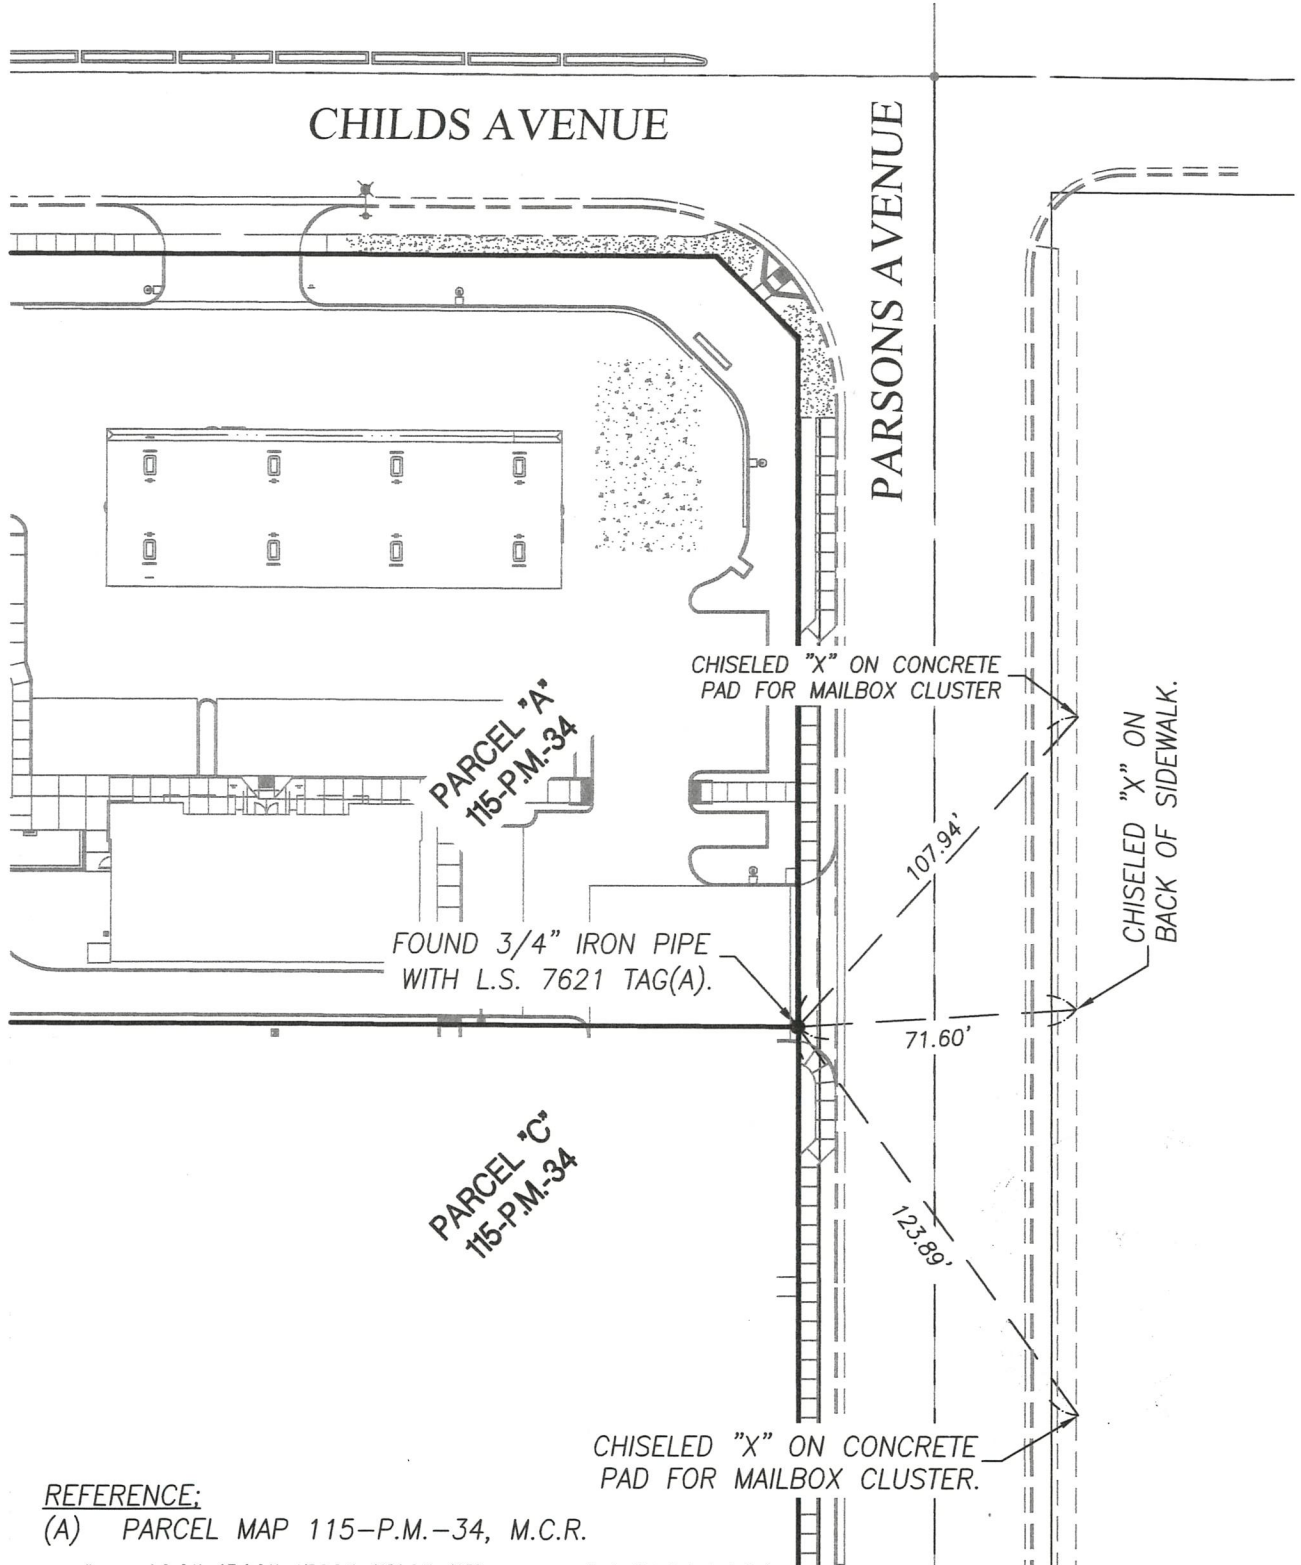 CHILDS AVENUE
PARSONS AVENUE
CHISELED "X" ON CONCRETE
PAD FOR MAILBOX CLUSTER
PARCEL "A"
115-P.M.-34
107.94'
CHISELED "X" ON
BACK OF SIDEWALK.
FOUND 3/4" IRON PIPE
WITH L.S. 7621 TAG(A).
71.60'
PARCEL "C"
115-P.M.-34
123.89'
CHISELED "X" ON CONCRETE
PAD FOR MAILBOX CLUSTER.
REFERENCE;
(A) PARCEL MAP 115-P.M.-34, M.C.R.